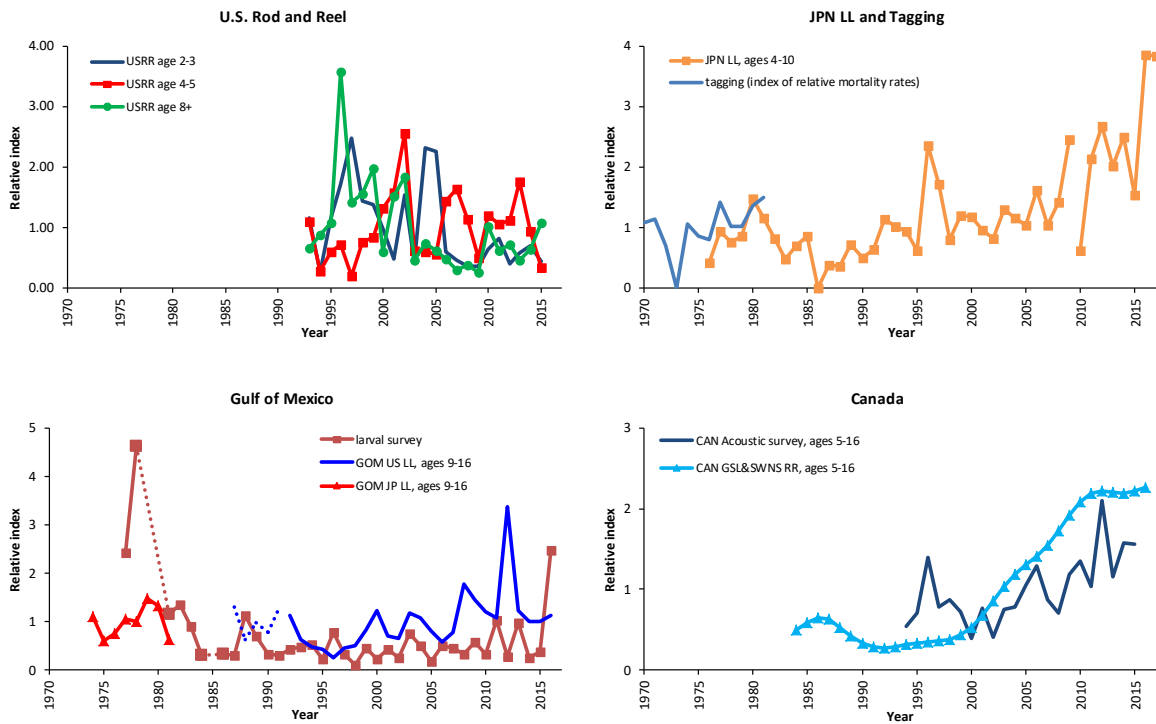 U.S. Rod and Reel
4.00
3.00
2.00
1.00
0.00
Relative index
USRR age 2-3
USRR age 4-5
USRR age 8+
1970
1975
1980
1985
1990
1995
2000
2005
2010
2015
Year
JPN LL and Tagging
4
3
2
1
0
Relative index
JPN LL, ages 4-10
tagging (index of relative mortality rates)
1970
1975
1980
1985
1990
1995
2000
2005
2010
2015
Year
Gulf of Mexico
5
4
3
2
1
0
Relative index
larval survey
GOM US LL, ages 9-16
GOM JP LL, ages 9-16
1970
1975
1980
1985
1990
1995
2000
2005
2010
2015
Year
Canada
3
2
1
0
Relative index
CAN Acoustic survey, ages 5-16
CAN GSL&SWNS RR, ages 5-16
1970
1975
1980
1985
1990
1995
2000
2005
2010
2015
Year